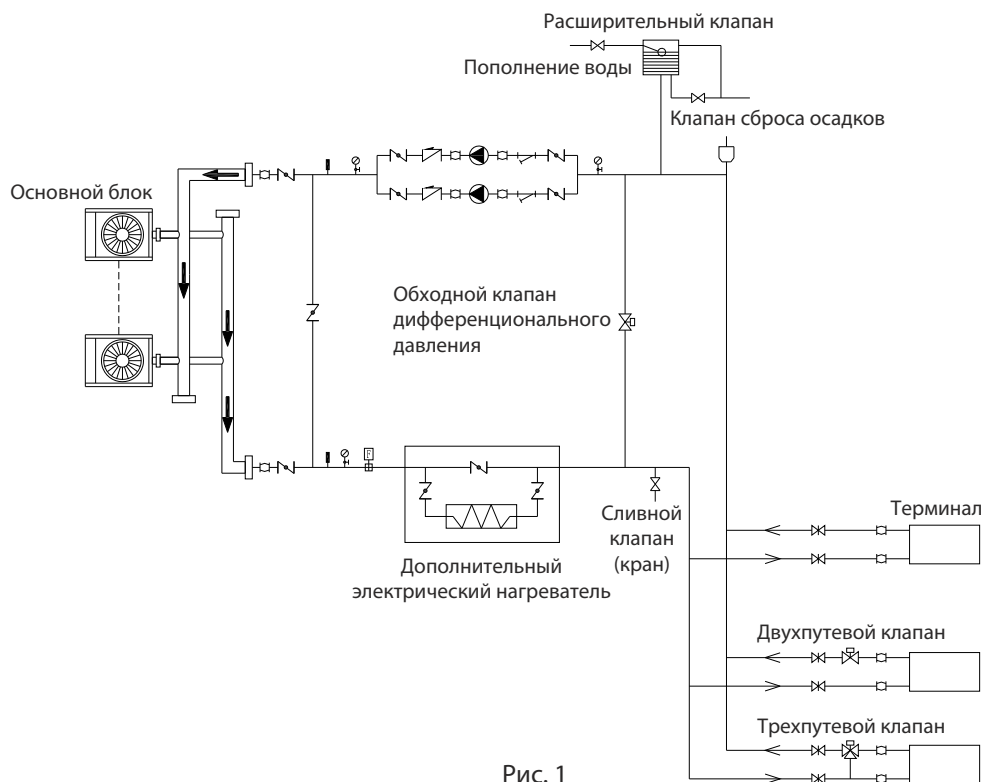 Расширительный клапан
Пополнение воды
Клапан сброса осадков
Основной блок
Обходной клапан
дифференционального
давления
F
Сливной
клапан
(кран)
Терминал
Дополнительный
электрический нагреватель
Двухпутевой клапан
Трехпутевой клапан
Рис. 1